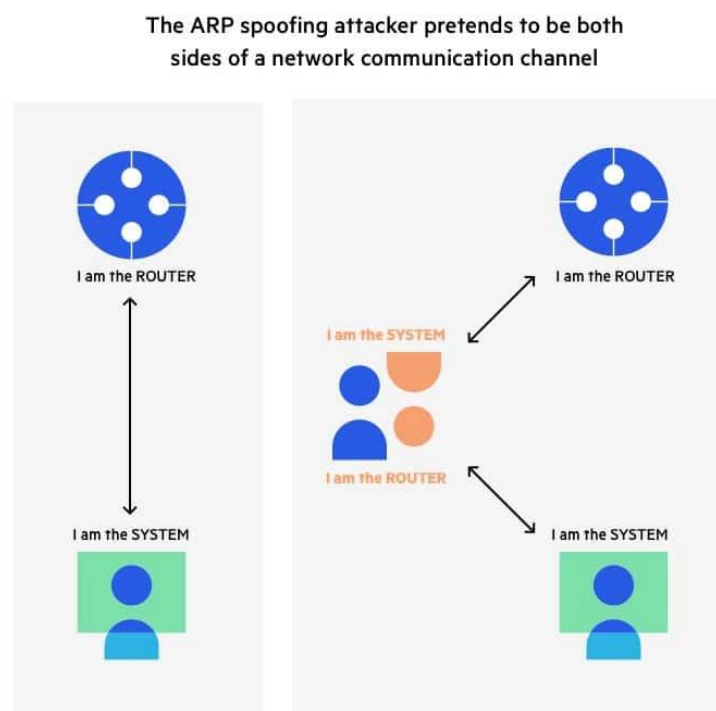 The ARP spoofing attacker pretends to be both
sides of a network communication channel
I am the ROUTER
I am the SYSTEM
I am the ROUTER
I am the SYSTEM
I am the ROUTER
I am the SYSTEM